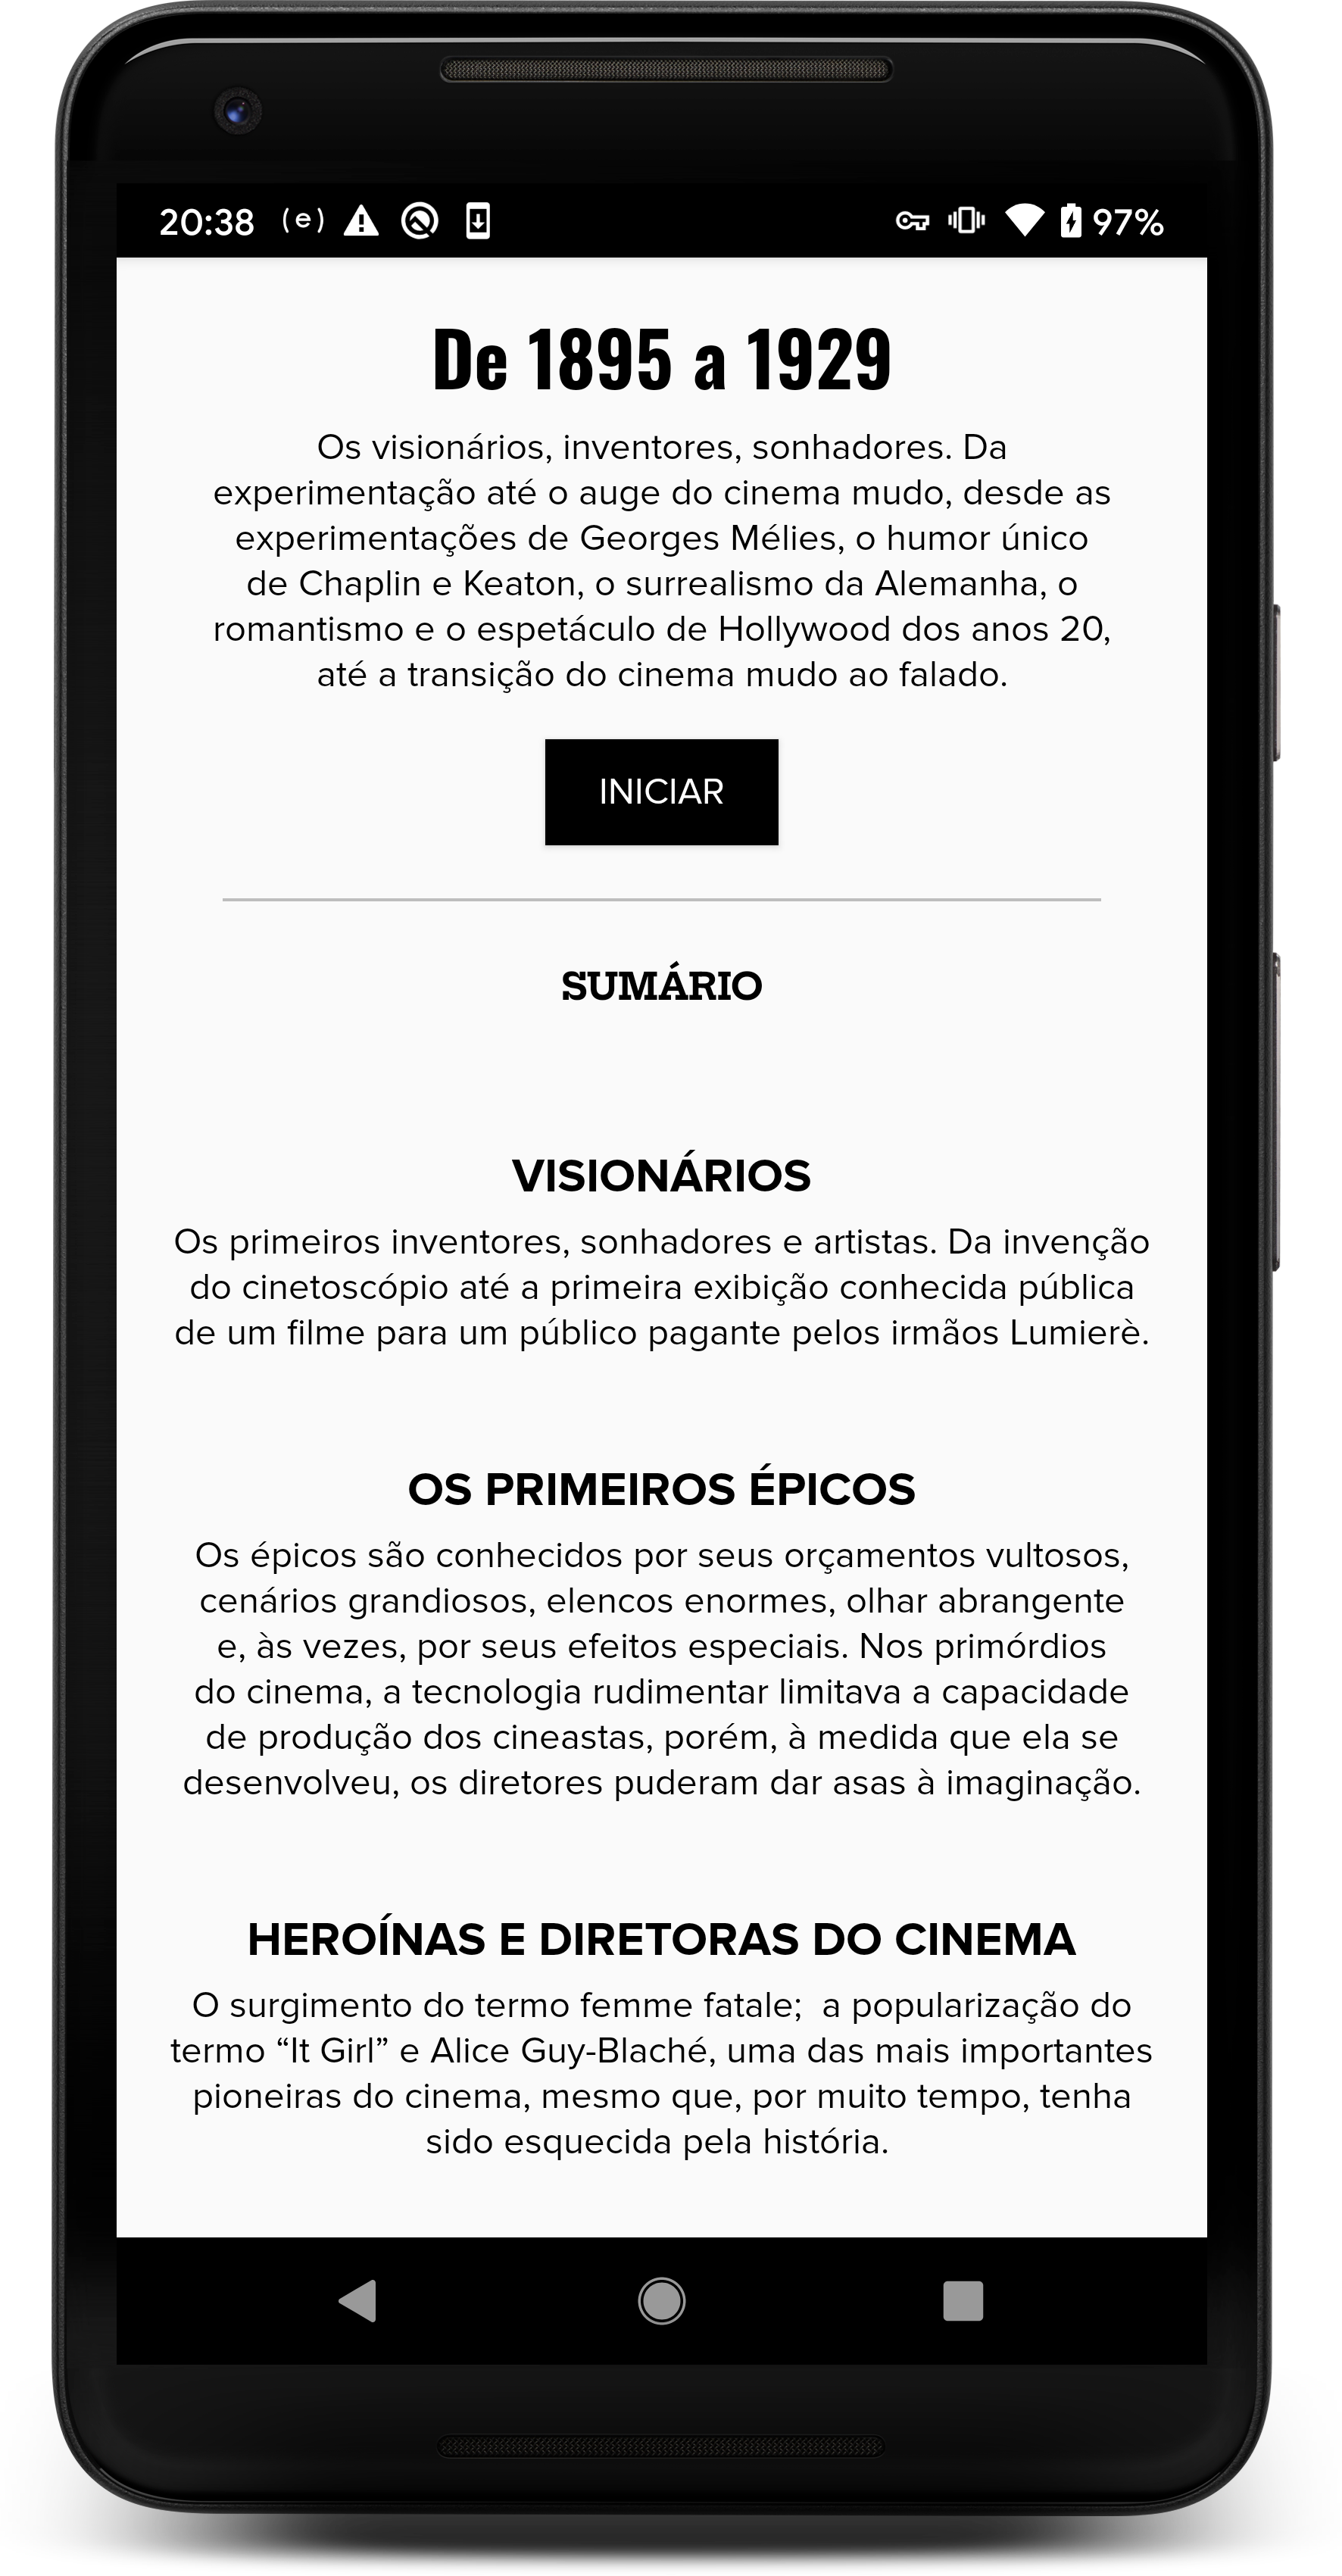 20:38 (e) 97%
De 1895 a 1929
Os visionários, inventores, sonhadores. Da
experimentação até o auge do cinema mudo, desde as
experimentações de Georges Mélies, o humor único
de Chaplin e Keaton, o surrealismo da Alemanha, o
romantismo e o espetáculo de Hollywood dos anos 20,
até a transição do cinema mudo ao falado.
INICIAR
SUMÁRIO
VISIONÁRIOS
Os primeiros inventores, sonhadores e artistas. Da invenção
do cinetoscópio até a primeira exibição conhecida pública
de um filme para um público pagante pelos irmãos Lumierè.
OS PRIMEIROS ÉPICOS
Os épicos são conhecidos por seus orçamentos vultosos,
cenários grandiosos, elencos enormes, olhar abrangente
e, às vezes, por seus efeitos especiais. Nos primórdios
do cinema, a tecnologia rudimentar limitava a capacidade
de produção dos cineastas, porém, à medida que ela se
desenvolveu, os diretores puderam dar asas à imaginação.
HEROÍNAS E DIRETORAS DO CINEMA
O surgimento do termo femme fatale;  a popularização do
termo “It Girl” e Alice Guy-Blaché, uma das mais importantes
pioneiras do cinema, mesmo que, por muito tempo, tenha
sido esquecida pela história.